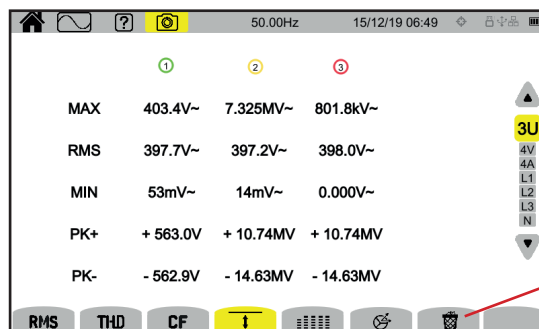 ? 50.00Hz 15/12/19 06:49
1 2 3
MAX 403.4V~ 7.325MV~ 801.8kV~
RMS 397.7V~ 397.2V~ 398.0V~
MIN 53mV~ 14mV~ 0.000V~
PK+ + 563.0V + 10.74MV + 10.74MV
PK- - 562.9V - 14.63MV - 14.63MV
3U
4V
4A
L1
L2
L3
N
RMS THD CF